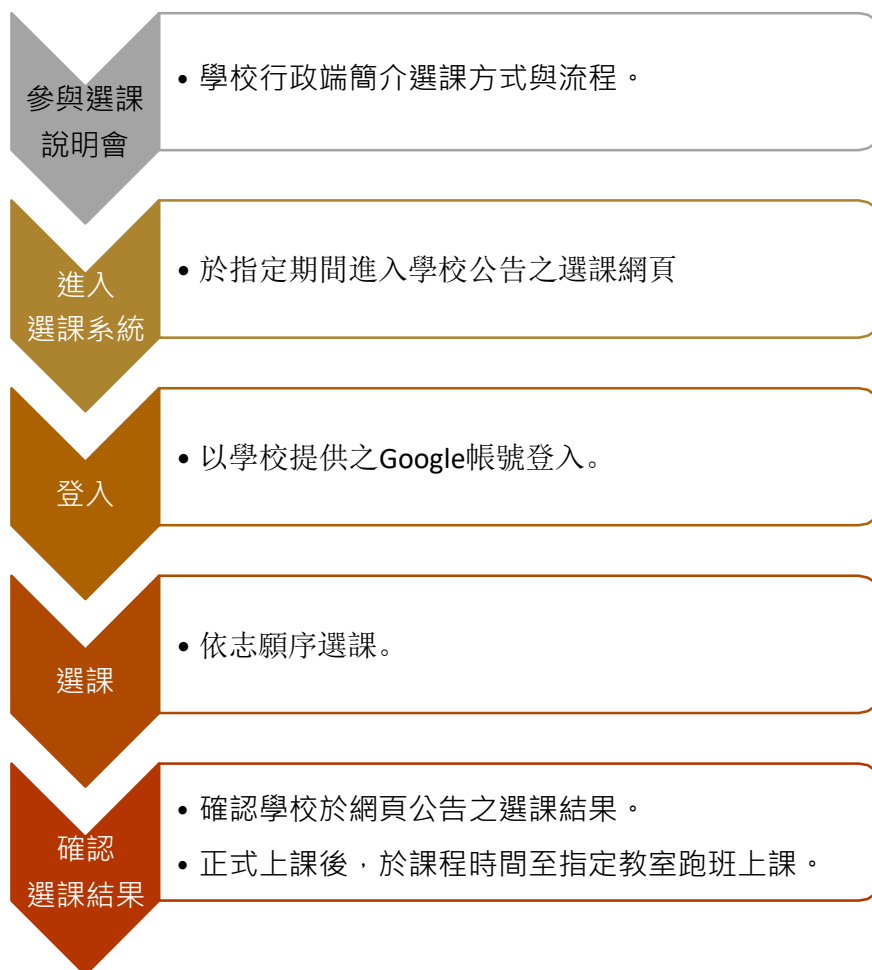 參與選課
說明會
• 學校行政端簡介選課方式與流程。
進入
選課系統
• 於指定期間進入學校公告之選課網頁
登入
• 以學校提供之Google帳號登入。
選課
• 依志願序選課。
確認
選課結果
• 確認學校於網頁公告之選課結果。
• 正式上課後，於課程時間至指定教室跑班上課。